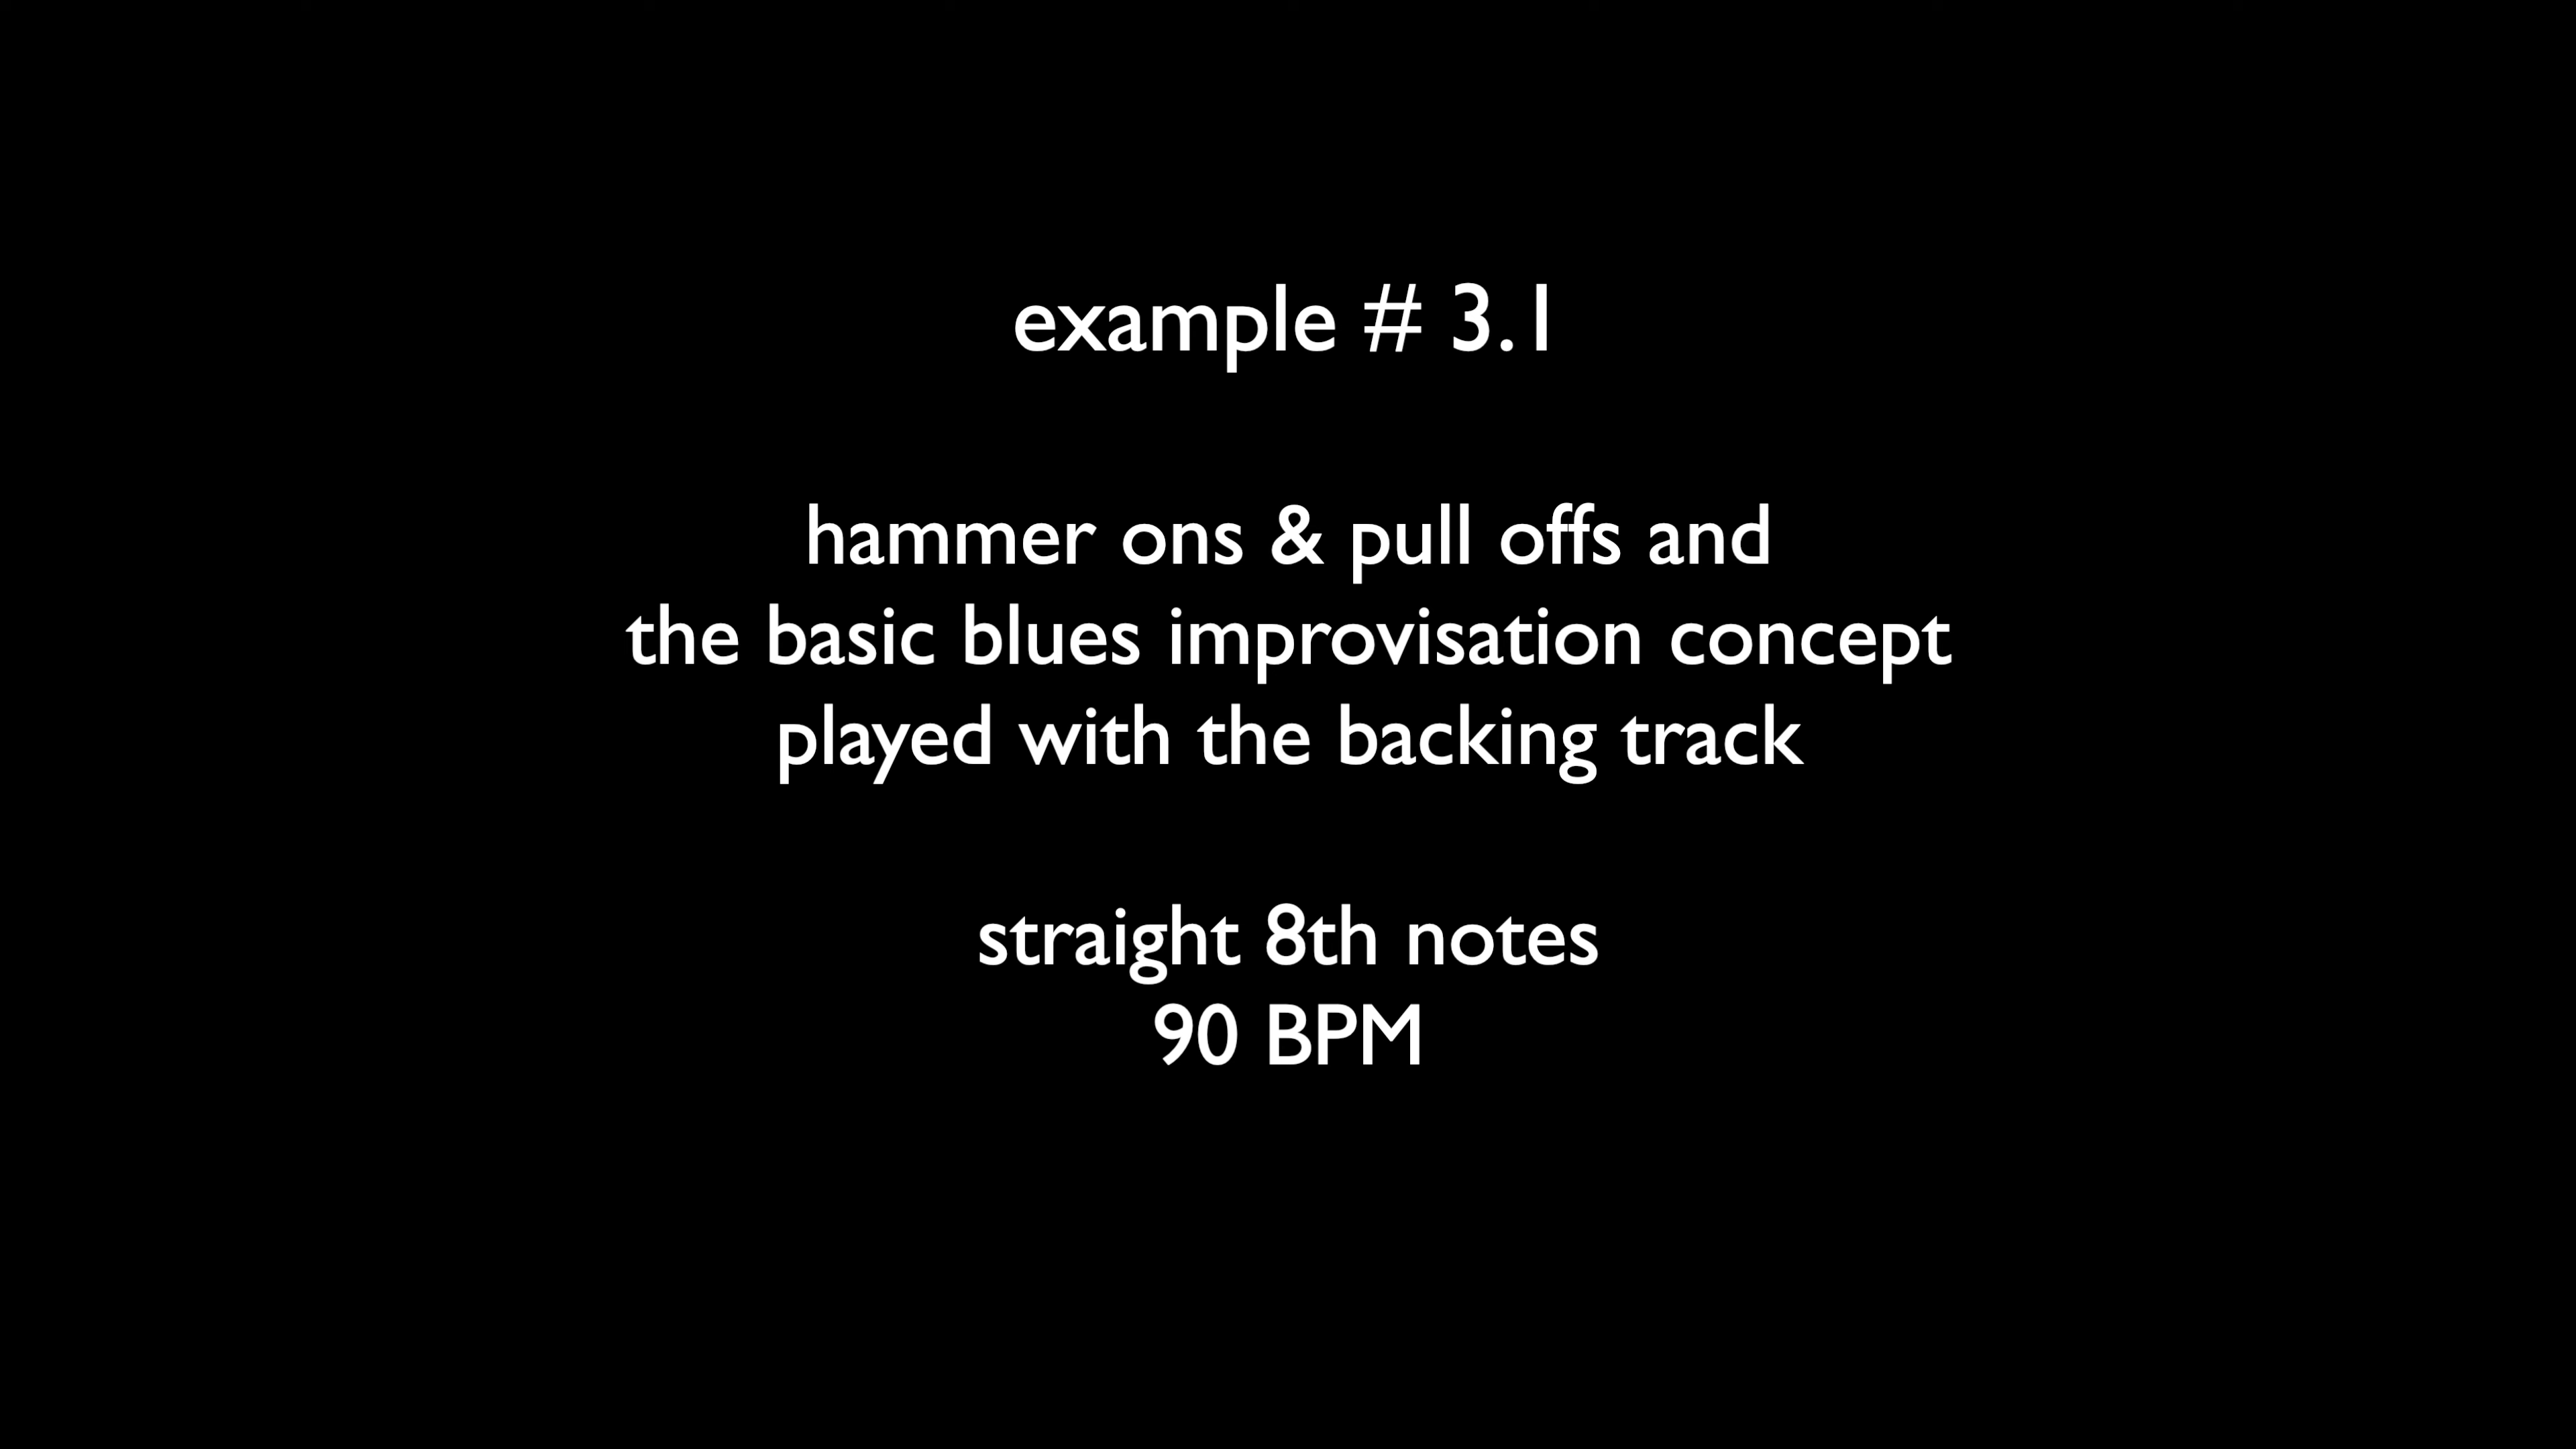 example # 3.1
hammer ons & pull offs and
the basic blues improvisation concept
played with the backing track
straight 8th notes
90 BPM